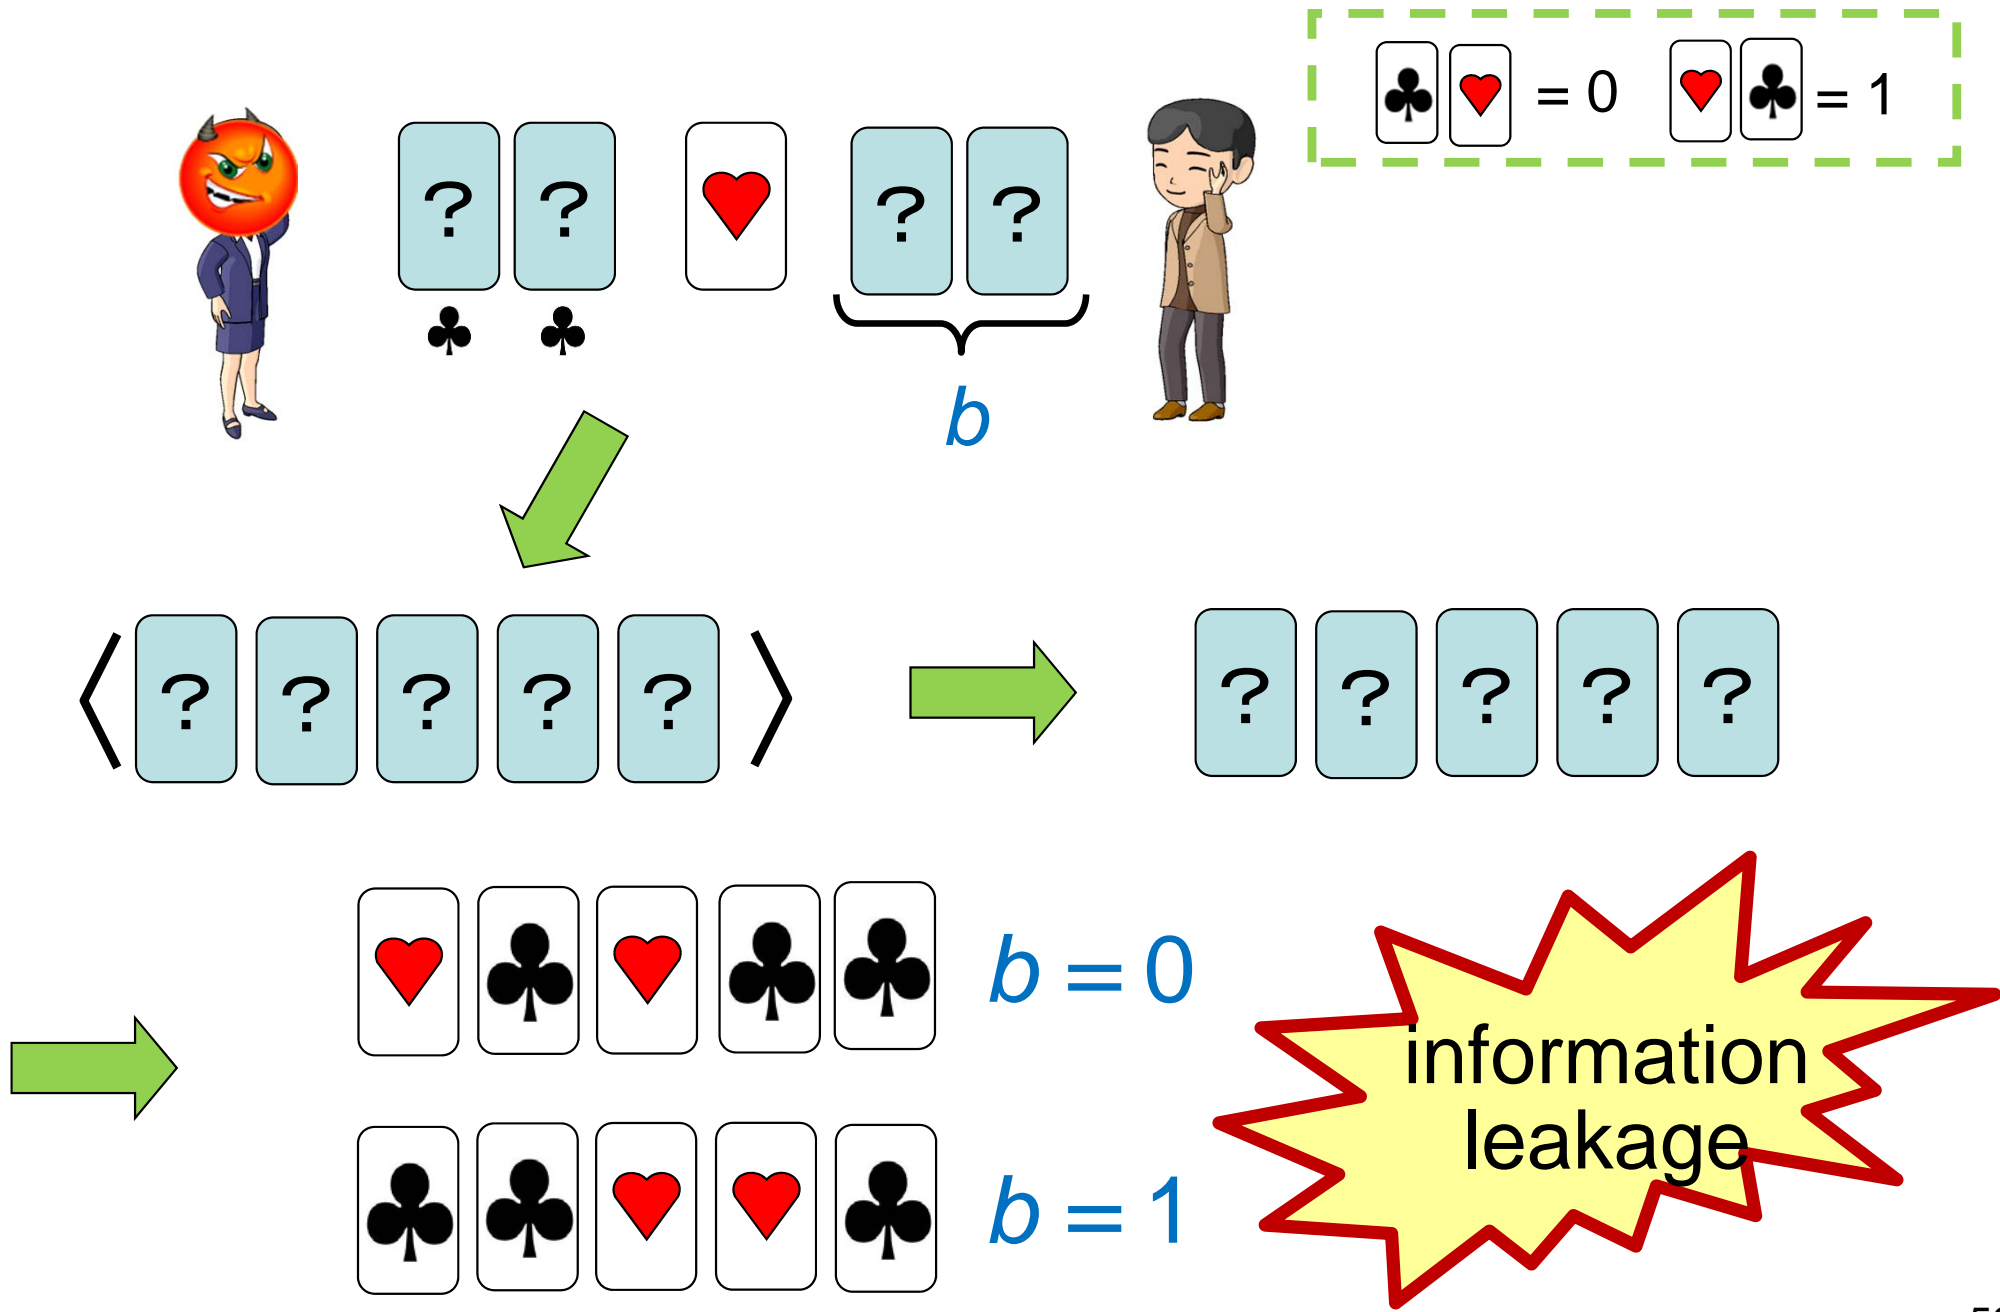 = 0 = 1
? ? ? ?
b
? ? ? ? ? ? ? ? ? ?
b = 0
b = 1
information
leakage